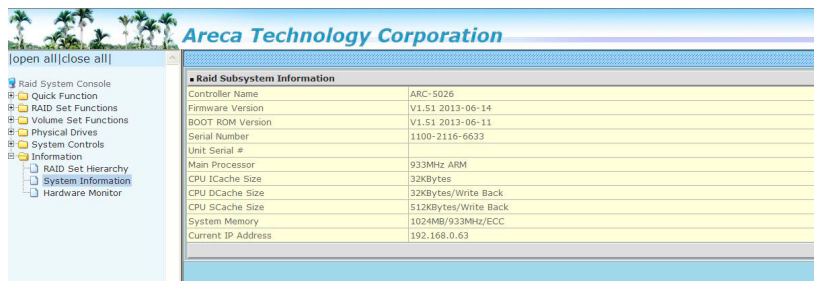 Areca Technology Corporation
|open all|close all|
Raid System Console
Quick Function
RAID Set Functions
Volume Set Functions
Physical Drives
System Controls
Information
RAID Set Hierarchy
System Information
Hardware Monitor
Raid Subsystem Information
Controller Name ARC-5026
Firmware Version V1.51 2013-06-14
BOOT ROM Version V1.51 2013-06-11
Serial Number 1100-2116-6633
Unit Serial #
Main Processor 933MHz ARM
CPU ICache Size 32KBytes
CPU DCache Size 32KBytes/Write Back
CPU SCache Size 512KBytes/Write Back
System Memory 1024MB/933MHz/ECC
Current IP Address 192.168.0.63